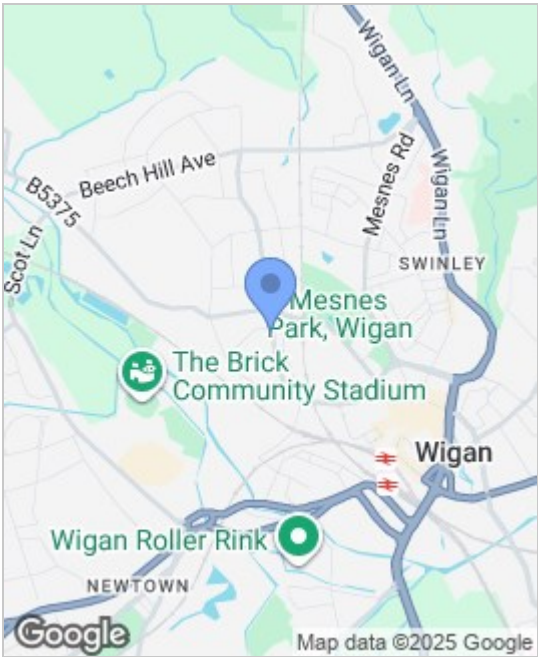 Wigan Ln
Beech Hill Ave
Mesnes Rd
Wigan Ln
B5375
Scot Ln
SWINLEY
Mesnes
Park, Wigan
The Brick
Community Stadium
Wigan
Wigan Roller Rink
NEWTOWN
Google
Map data ©2025 Google